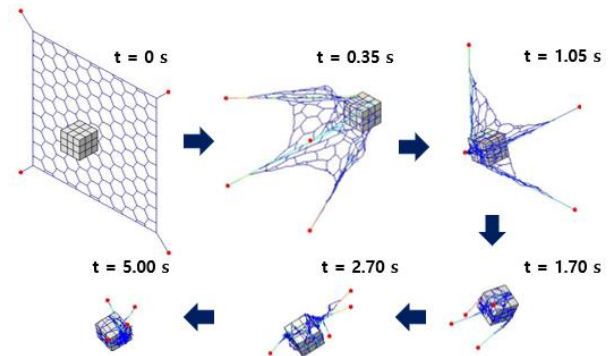 t = 0 s
t = 0.35 s
t = 1.05 s
t = 1.70 s
t = 2.70 s
t = 5.00 s